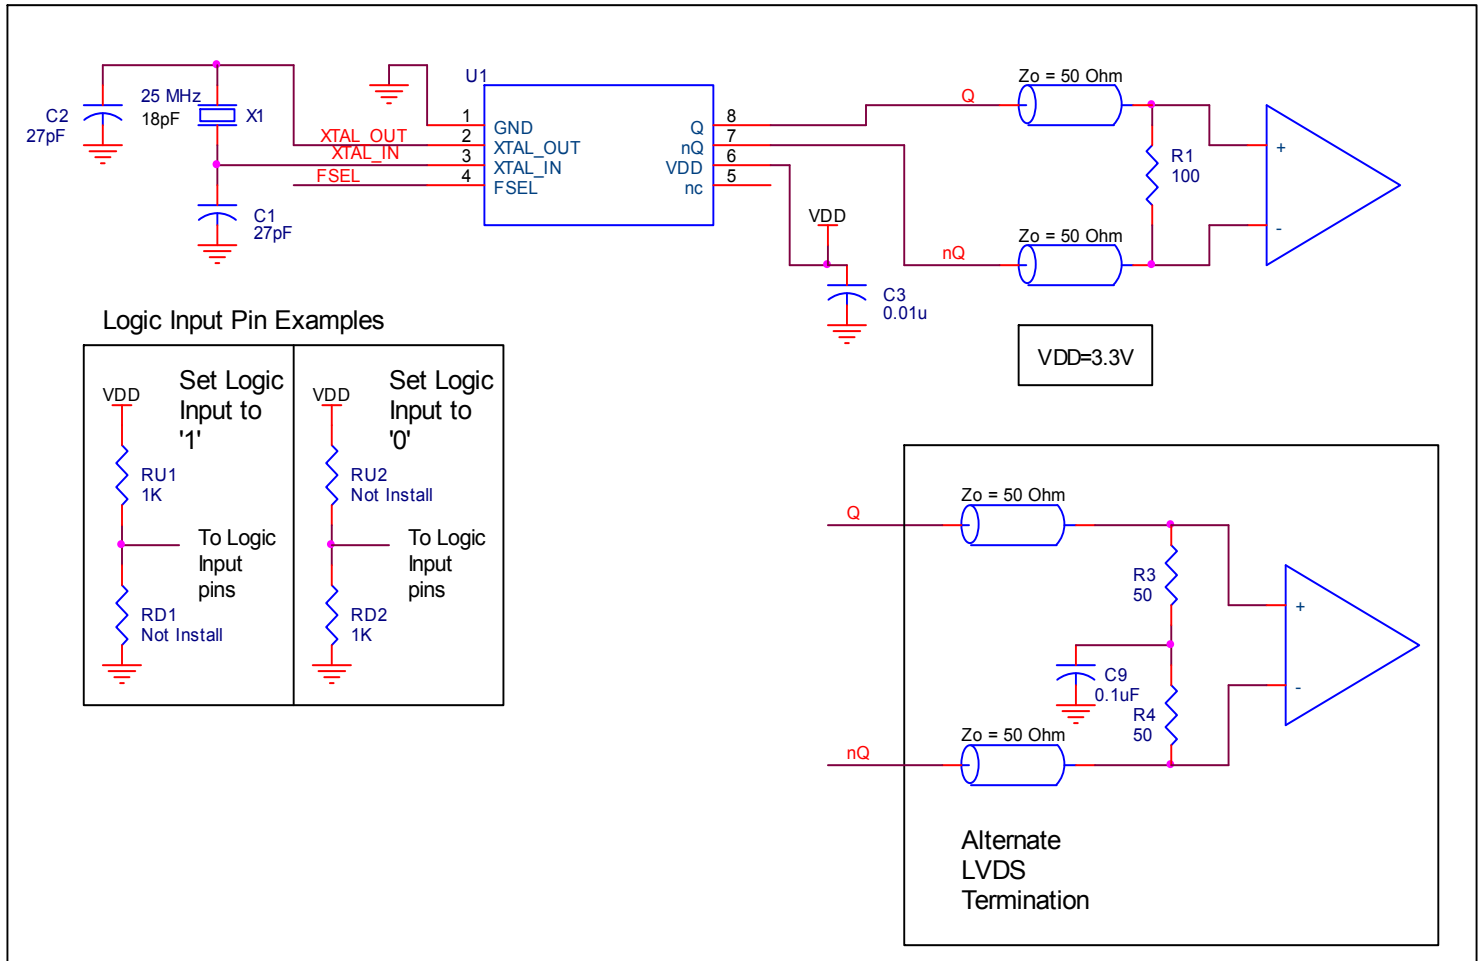 C2
27pF
25 MHz
18pF
X1
C1
27pF
XTAL_OUT
XTAL_IN
FSEL
U1
1
2
3
4
GND
XTAL_OUT
XTAL_IN
FSEL
Q
nQ
VDD
nc
8
7
6
5
Q
nQ
Zo = 50 Ohm
Zo = 50 Ohm
R1
100
+
-
VDD
C3
0.01u
VDD=3.3V
Logic Input Pin Examples
VDD
Set Logic
Input to
'1'
RU1
1K
To Logic
Input
pins
RD1
Not Install
VDD
Set Logic
Input to
'0'
RU2
Not Install
To Logic
Input
pins
RD2
1K
Q
nQ
Zo = 50 Ohm
Zo = 50 Ohm
R3
50
C9
0.1uF
R4
50
+
-
Alternate
LVDS
Termination